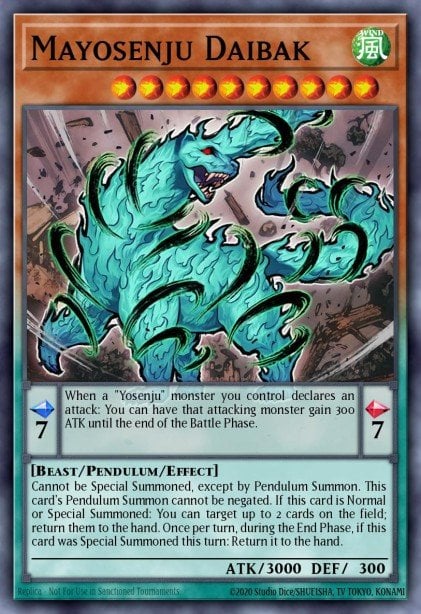 Mayosenju Daibak
WIND
風
When a "Yosenju" monster you control declares an
attack: You can have that attacking monster gain 300
ATK until the end of the Battle Phase.
7
7
[Beast/Pendulum/Effect]
Cannot be Special Summoned, except by Pendulum Summon. This
card's Pendulum Summon cannot be negated. If this card is Normal
or Special Summoned: You can target up to 2 cards on the field;
return them to the hand. Once per turn, during the End Phase, if this
card was Special Summoned this turn: Return it to the hand.
ATK/3000 DEF/ 300
Replica - Not For Use in Sanctioned Tournaments
©2020 Studio Dice/SHUEISHA, TV TOKYO, KONAMI